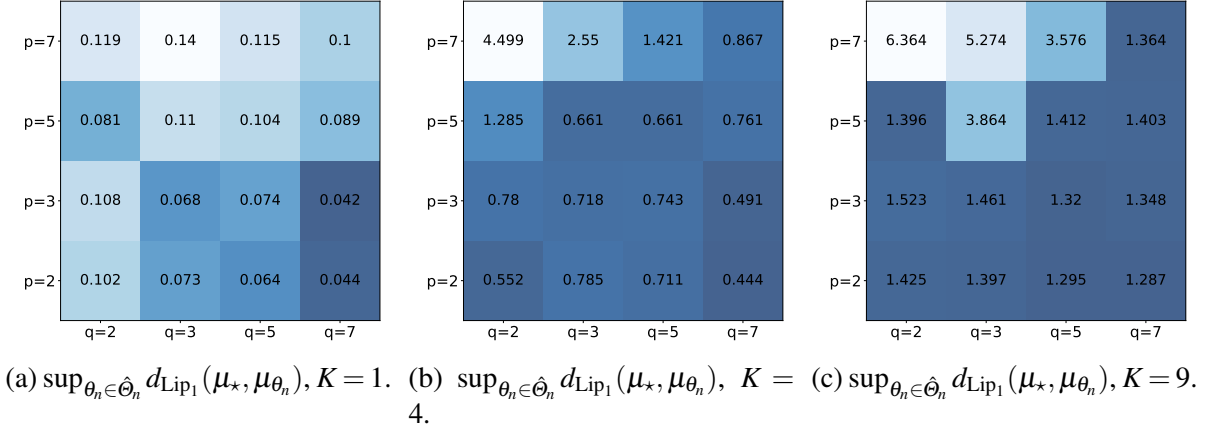 p=7 0.119 0.14 0.115 0.1
p=5 0.081 0.11 0.104 0.089
p=3 0.108 0.068 0.074 0.042
p=2 0.102 0.073 0.064 0.044
q=2 q=3 q=5 q=7
p=7 4.499 2.55 1.421 0.867
p=5 1.285 0.661 0.661 0.761
p=3 0.78 0.718 0.743 0.491
p=2 0.552 0.785 0.711 0.444
q=2 q=3 q=5 q=7
p=7 6.364 5.274 3.576 1.364
p=5 1.396 3.864 1.412 1.403
p=3 1.523 1.461 1.32 1.348
p=2 1.425 1.397 1.295 1.287
q=2 q=3 q=5 q=7
(a) sup_{θ_n∈Θ̂_n} d_{Lip_1}(μ_⋆, μ_{θ_n}), K = 1.
(b) sup_{θ_n∈Θ̂_n} d_{Lip_1}(μ_⋆, μ_{θ_n}), K =
4.
(c) sup_{θ_n∈Θ̂_n} d_{Lip_1}(μ_⋆, μ_{θ_n}), K = 9.